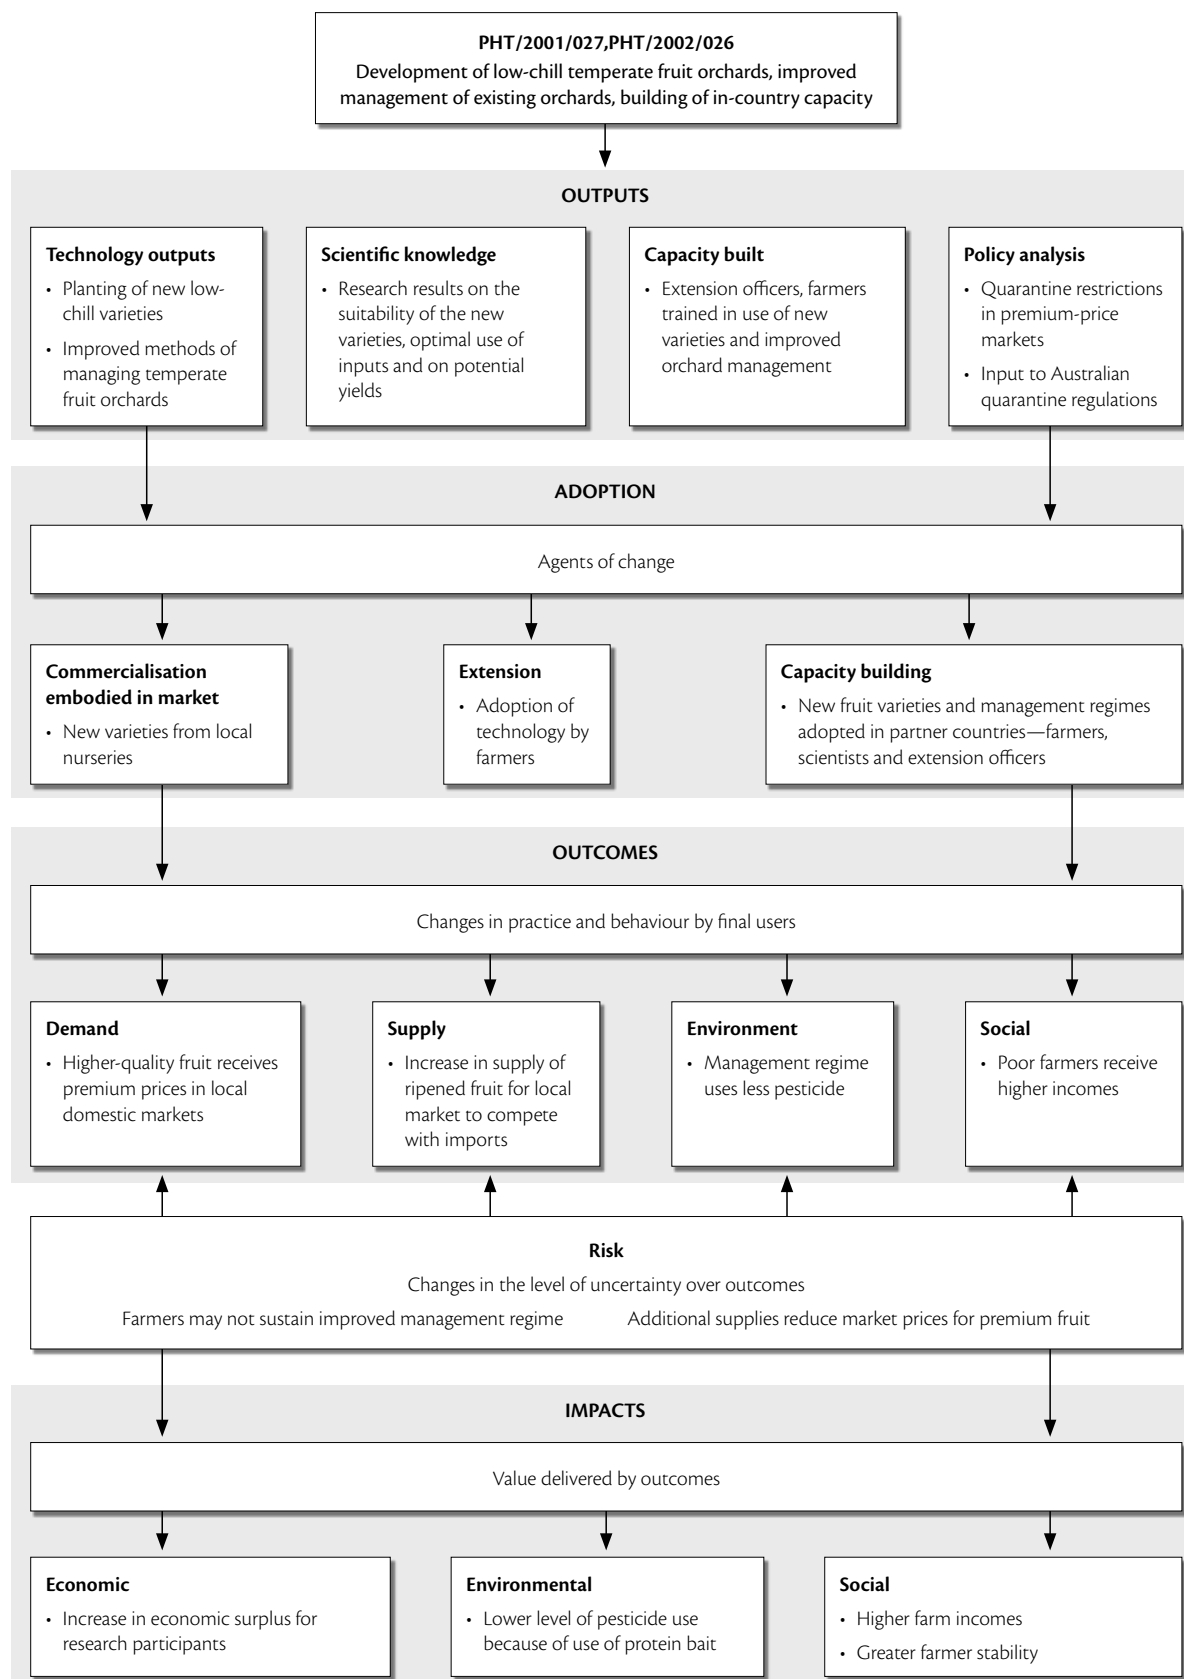 PHT/2001/027,PHT/2002/026
Development of low-chill temperate fruit orchards, improved
management of existing orchards, building of in-country capacity
OUTPUTS
Technology outputs
• Planting of new low-
chill varieties
• Improved methods of
managing temperate
fruit orchards
Scientific knowledge
• Research results on the
suitability of the new
varieties, optimal use of
inputs and on potential
yields
Capacity built
• Extension officers, farmers
trained in use of new
varieties and improved
orchard management
Policy analysis
• Quarantine restrictions
in premium-price
markets
• Input to Australian
quarantine regulations
ADOPTION
Agents of change
Commercialisation
embodied in market
• New varieties from local
nurseries
Extension
• Adoption of
technology by
farmers
Capacity building
• New fruit varieties and management regimes
adopted in partner countries—farmers,
scientists and extension officers
OUTCOMES
Changes in practice and behaviour by final users
Demand
• Higher-quality fruit receives
premium prices in local
domestic markets
Supply
• Increase in supply of
ripened fruit for local
market to compete
with imports
Environment
• Management regime
uses less pesticide
Social
• Poor farmers receive
higher incomes
Risk
Changes in the level of uncertainty over outcomes
Farmers may not sustain improved management regime
Additional supplies reduce market prices for premium fruit
IMPACTS
Value delivered by outcomes
Economic
• Increase in economic surplus for
research participants
Environmental
• Lower level of pesticide use
because of use of protein bait
Social
• Higher farm incomes
• Greater farmer stability